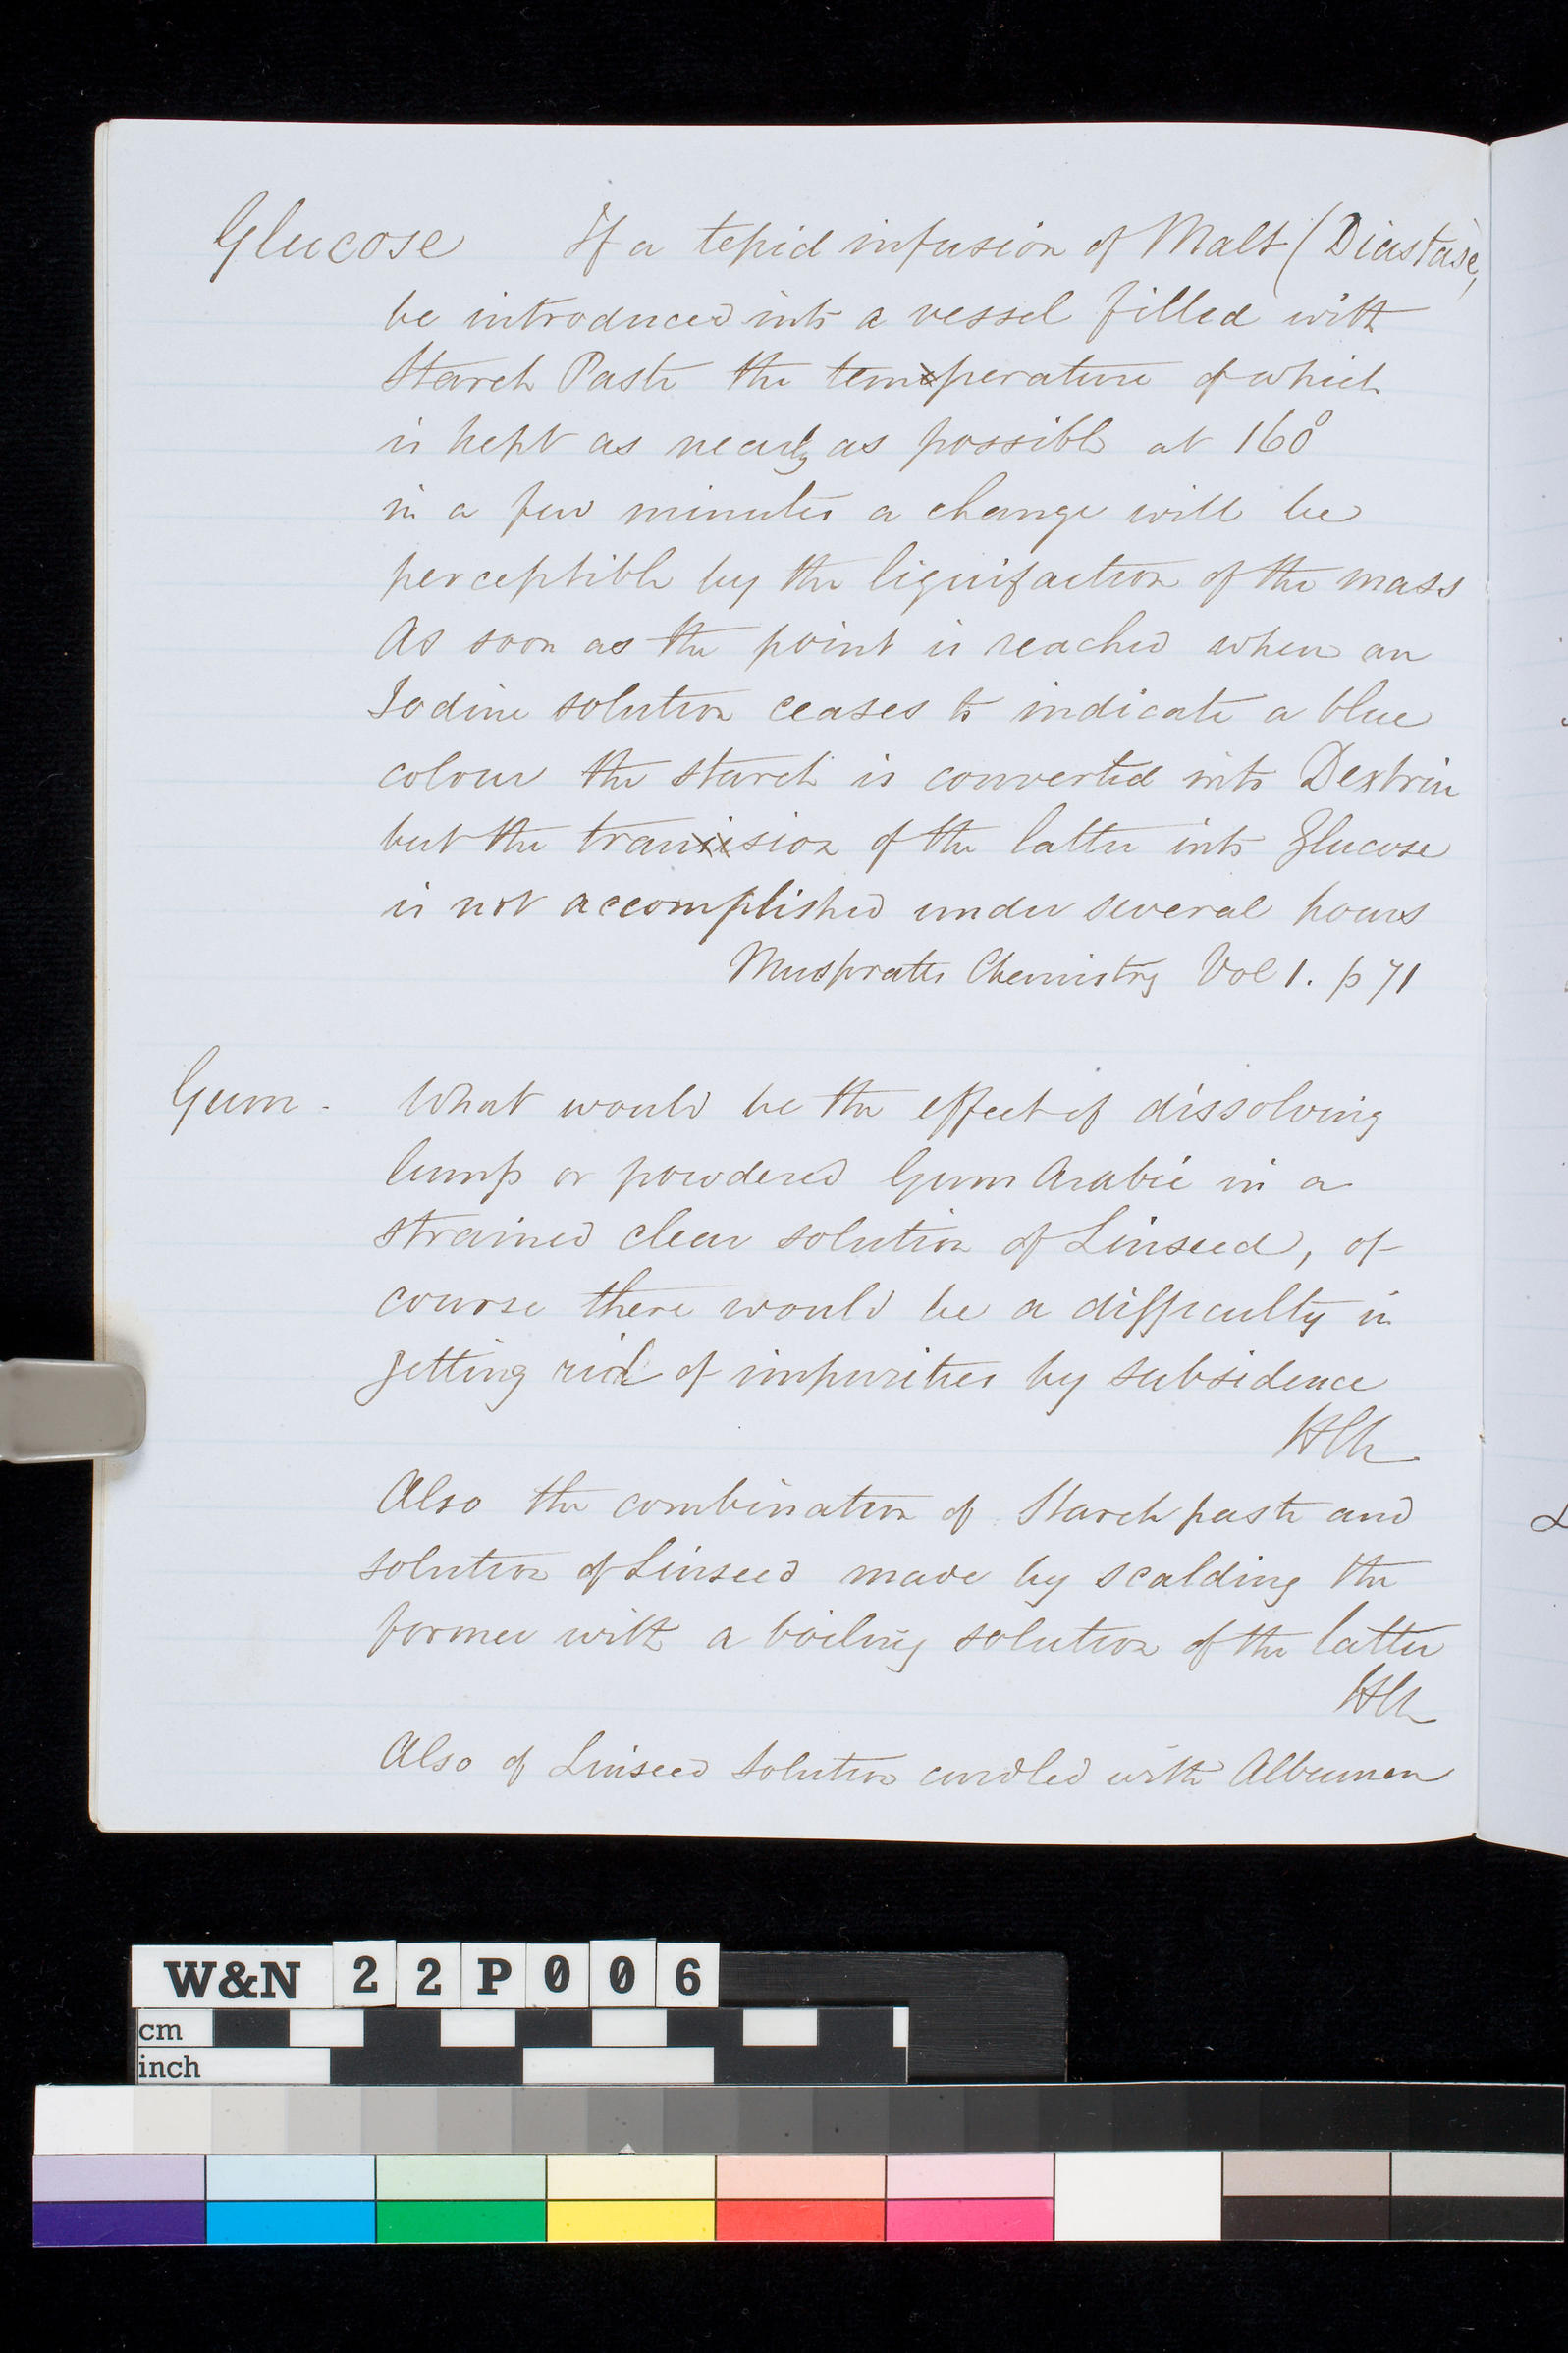 Glucose If a tepid infusion of Malt (Diastase,
be introduced into a vessel filled with
Starch Paste the temperature of which
is kept as nearly as possible at 160°
in a few minutes a change will be
perceptible by the liquifaction of the mass
As soon as the point is reached when an
Iodine solution ceases to indicate a blue
colour the starch is converted into Dextrin
but the transision of the latter into Glucose
is not accomplished under several hours
Muspratts Chemistry Vol 1. p 71
Gum - What would be the effect of dissolving
lump or powdered Gum Arabic in a
strained clear solution of Linseed, of
course there would be a difficulty in
getting rid of impurities by subsidence
Also the combination of Starch paste and
solution of Linseed made by scalding the
former with a boiling solution of the latter
Also of Linseed solution curdled with Albumen
W&N 22P006
cm
inch